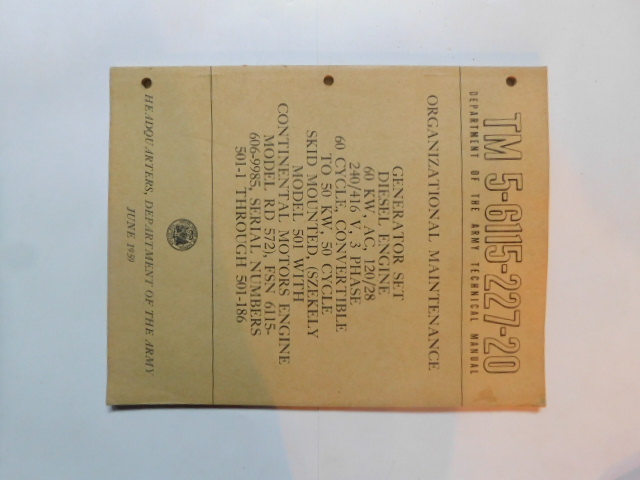 TM 5-6115-227-20
DEPARTMENT OF THE ARMY TECHNICAL MANUAL
ORGANIZATIONAL MAINTENANCE
GENERATOR SET
DIESEL ENGINE
60 KW, AC, 120/28
240/416 V, 3 PHASE
60 CYCLE, CONVERTIBLE
TO 50 KW, 50 CYCLE
SKID MOUNTED, (SZEKELY
MODEL 501 WITH
CONTINENTAL MOTORS ENGINE
MODEL RD 572), FSN 6115-
606-9985, SERIAL NUMBERS
501-1 THROUGH 501-186
HEADQUARTERS, DEPARTMENT OF THE ARMY
JUNE 1959